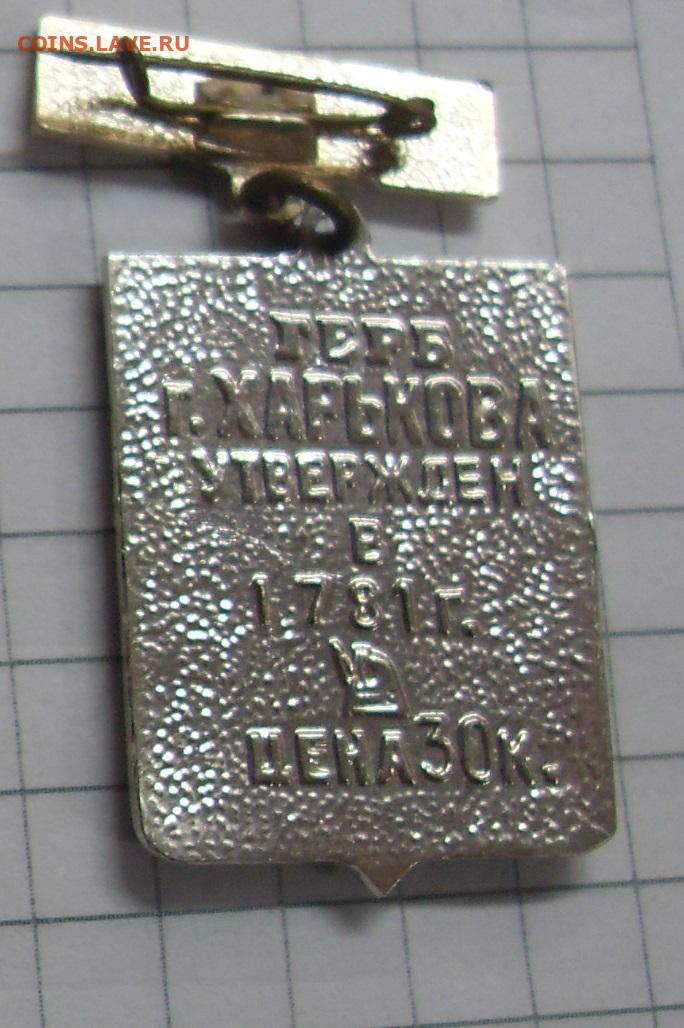 COINS.LAVE.RU
ГЕРБ
г. ХАРЬКОВА
УТВЕРЖДЕН
В
1781 г.
ЦЕНА 30 К.